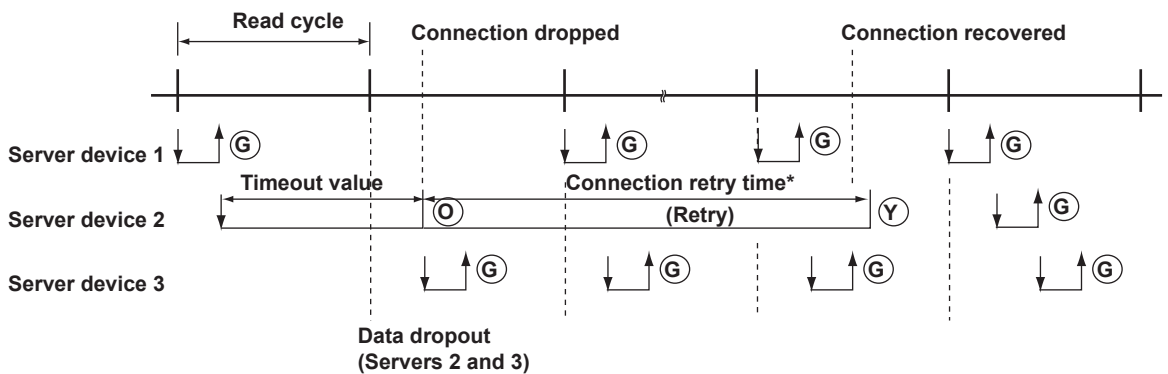 Read cycle
Connection dropped
Connection recovered
Server device 1
G
G
G
G
Timeout value
Connection retry time*
Server device 2
O
(Retry)
Y
G
Server device 3
G
G
G
G
Data dropout
(Servers 2 and 3)